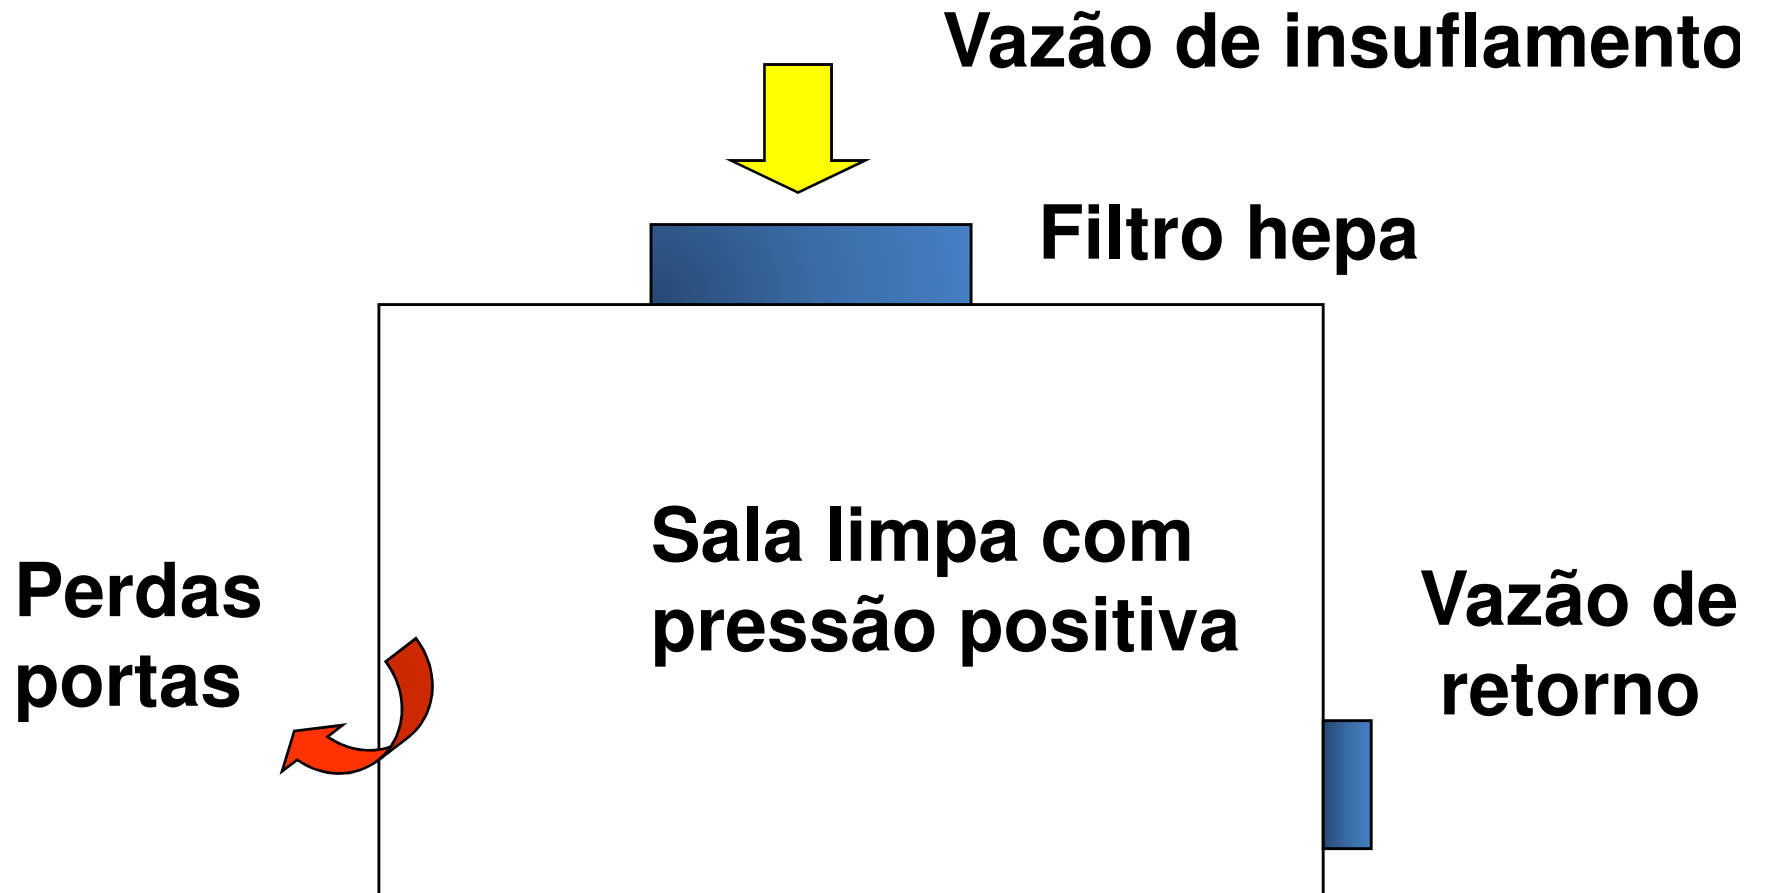 Vazão de insuflamento
Filtro hepa
Sala limpa com
pressão positiva
Perdas
portas
Vazão de
retorno